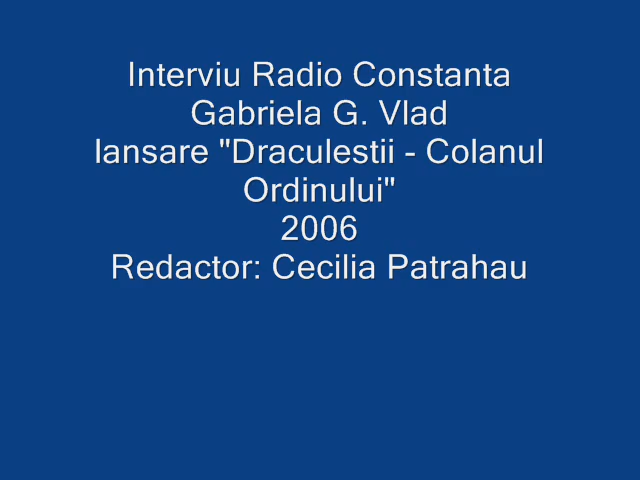 Interviu Radio Constanta
Gabriela G. Vlad
lansare "Draculestii - Colanul
Ordinului"
2006
Redactor: Cecilia Patrahau